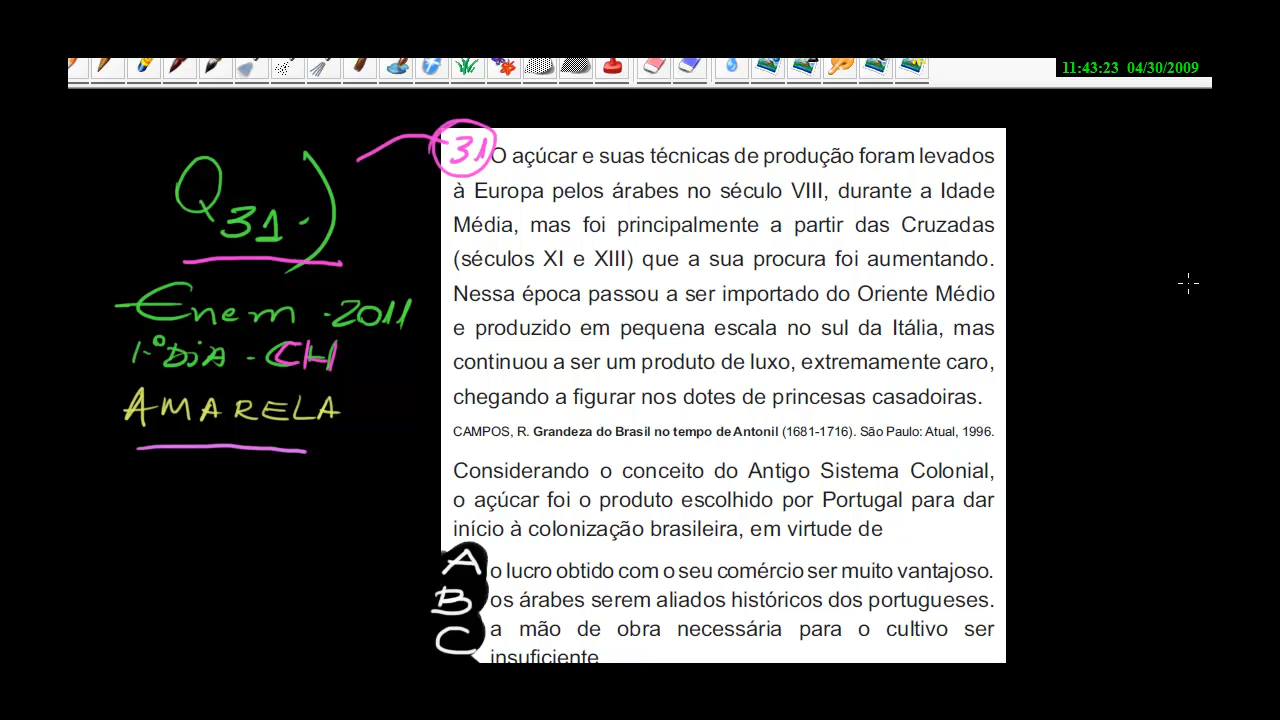 11:43:23 04/30/2009
Q31.)
Enem - 2011
1.º DiA - CH
AMARELA
31 O açúcar e suas técnicas de produção foram levados
à Europa pelos árabes no século VIII, durante a Idade
Média, mas foi principalmente a partir das Cruzadas
(séculos XI e XIII) que a sua procura foi aumentando.
Nessa época passou a ser importado do Oriente Médio
e produzido em pequena escala no sul da Itália, mas
continuou a ser um produto de luxo, extremamente caro,
chegando a figurar nos dotes de princesas casadoiras.
CAMPOS, R. Grandeza do Brasil no tempo de Antonil (1681-1716). São Paulo: Atual, 1996.
Considerando o conceito do Antigo Sistema Colonial,
o açúcar foi o produto escolhido por Portugal para dar
início à colonização brasileira, em virtude de
A o lucro obtido com o seu comércio ser muito vantajoso.
B os árabes serem aliados históricos dos portugueses.
C a mão de obra necessária para o cultivo ser
insuficiente